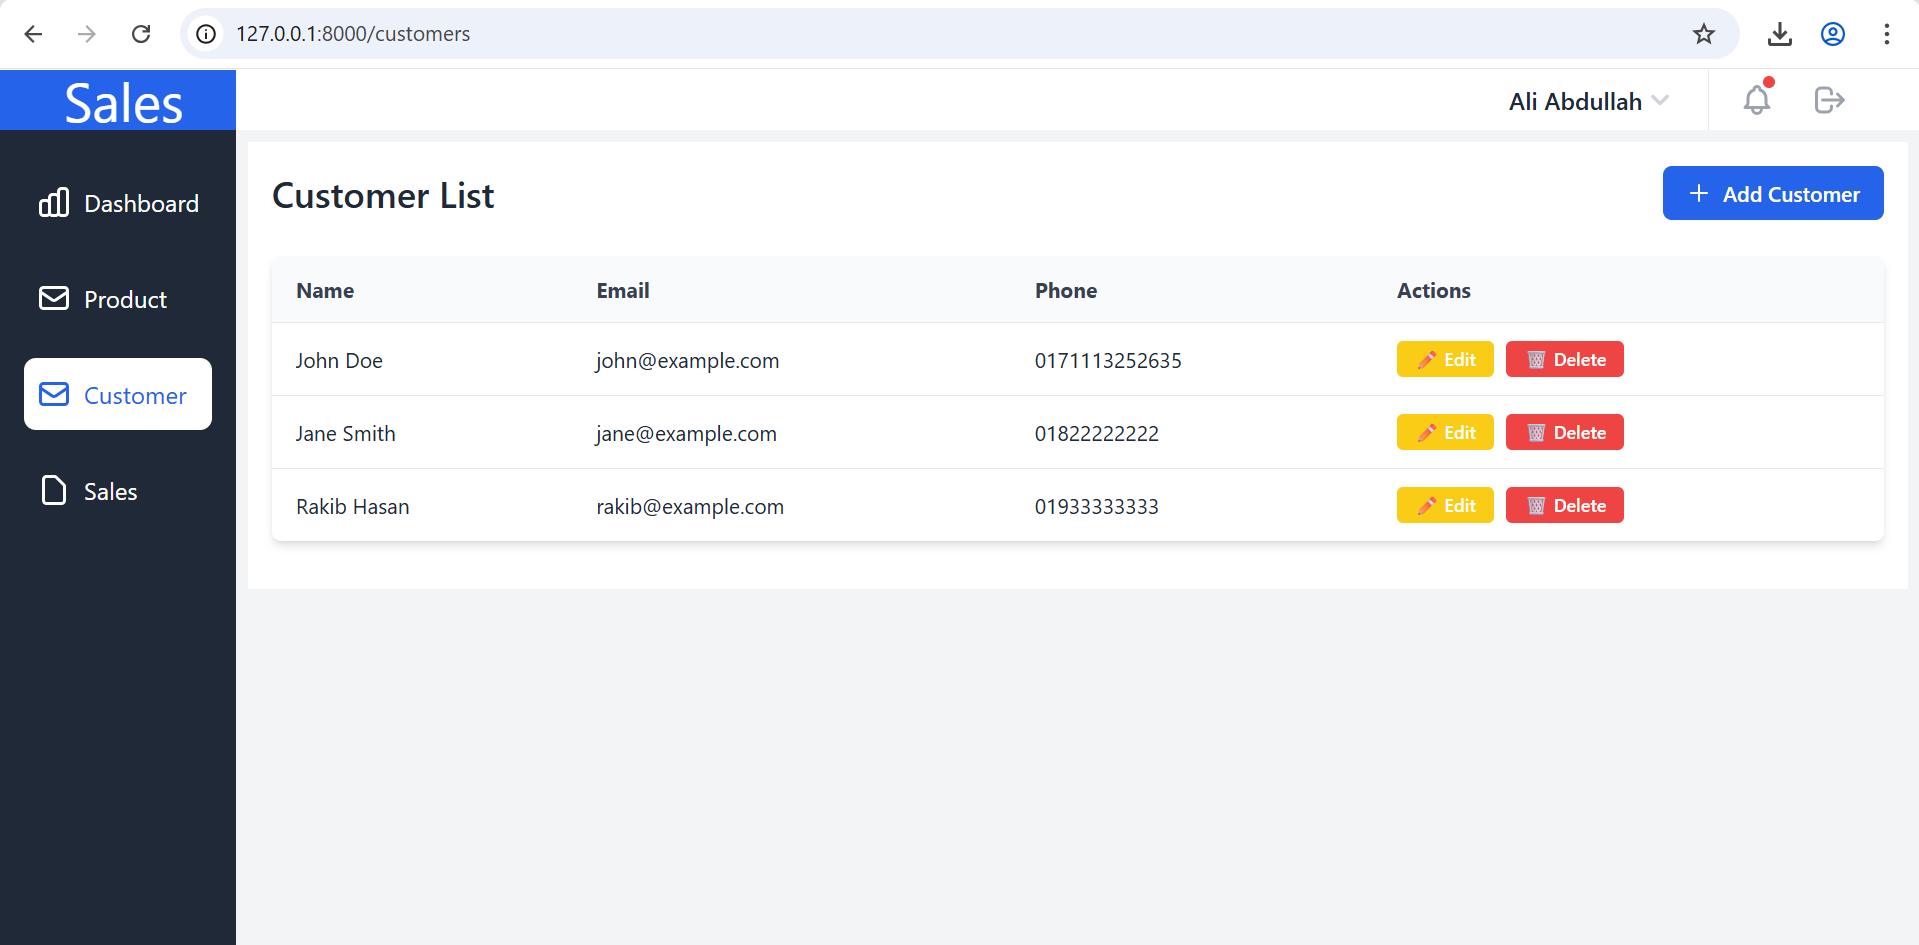 127.0.0.1:8000/customers
Sales
Ali Abdullah
Dashboard
Product
Customer
Sales
Customer List
Add Customer
Name Email Phone Actions
John Doe john@example.com 0171113252635 Edit Delete
Jane Smith jane@example.com 01822222222 Edit Delete
Rakib Hasan rakib@example.com 01933333333 Edit Delete